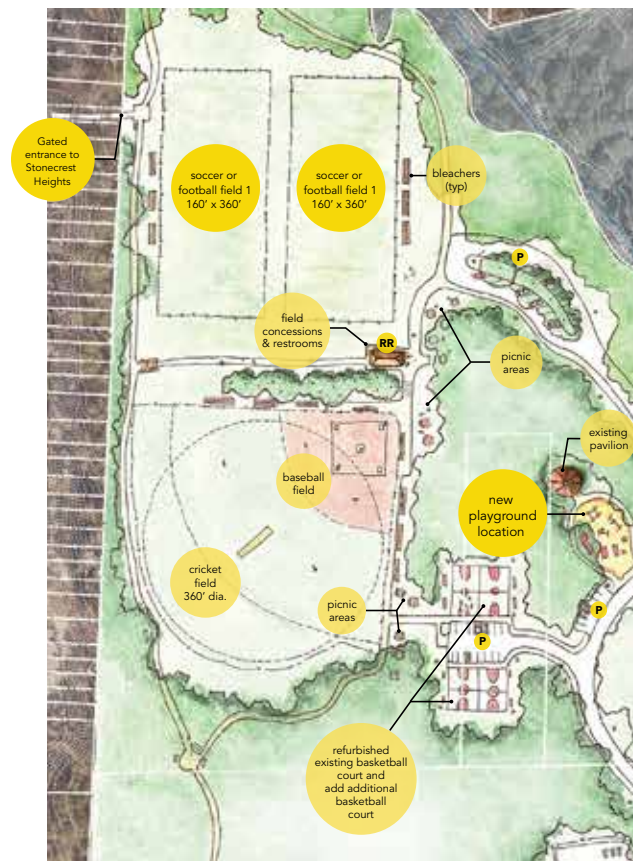 Gated
entrance to
Stonecrest
Heights
soccer or
football field 1
160' x 360'
soccer or
football field 1
160' x 360'
bleachers
(typ)
P
field
concessions
& restrooms
RR
picnic
areas
existing
pavilion
baseball
field
new
playground
location
cricket
field
360' dia.
picnic
areas
P
P
refurbished
existing basketball
court and
add additional
basketball
court